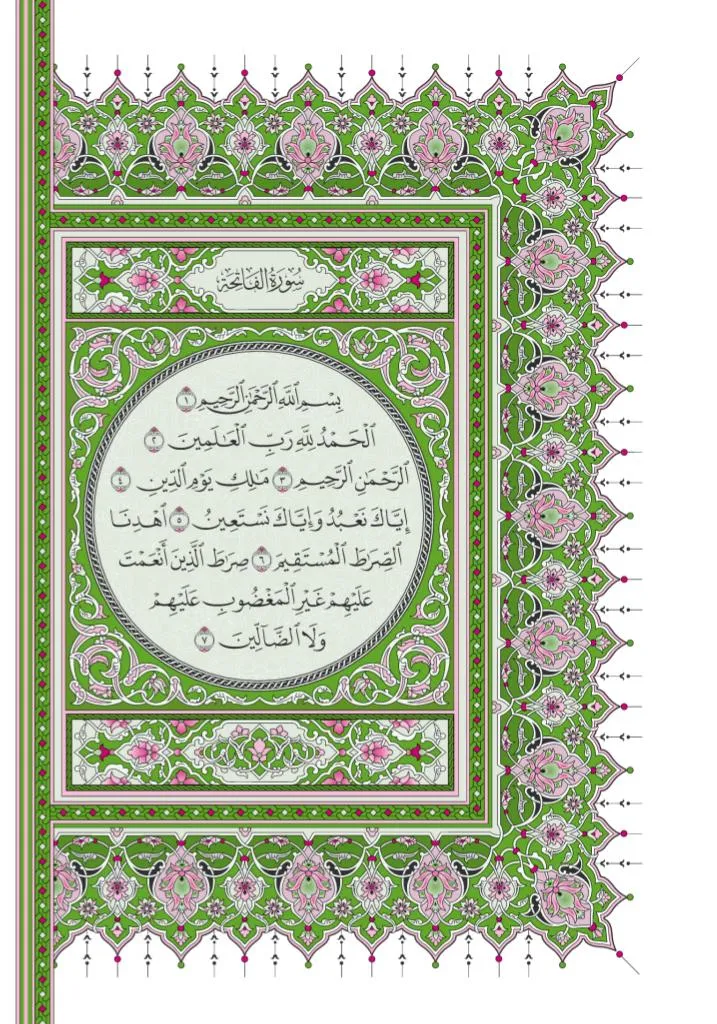 سُورَةُ الفَاتِحَةِ
بِسْمِ ٱللَّهِ ٱلرَّحْمَٰنِ ٱلرَّحِيمِ ١
ٱلْحَمْدُ لِلَّهِ رَبِّ ٱلْعَٰلَمِينَ ٢
ٱلرَّحْمَٰنِ ٱلرَّحِيمِ ٣ مَٰلِكِ يَوْمِ ٱلدِّينِ ٤
إِيَّاكَ نَعْبُدُ وَإِيَّاكَ نَسْتَعِينُ ٥ ٱهْدِنَا
ٱلصِّرَٰطَ ٱلْمُسْتَقِيمَ ٦ صِرَٰطَ ٱلَّذِينَ أَنْعَمْتَ
عَلَيْهِمْ غَيْرِ ٱلْمَغْضُوبِ عَلَيْهِمْ
وَلَا ٱلضَّآلِّينَ ٧